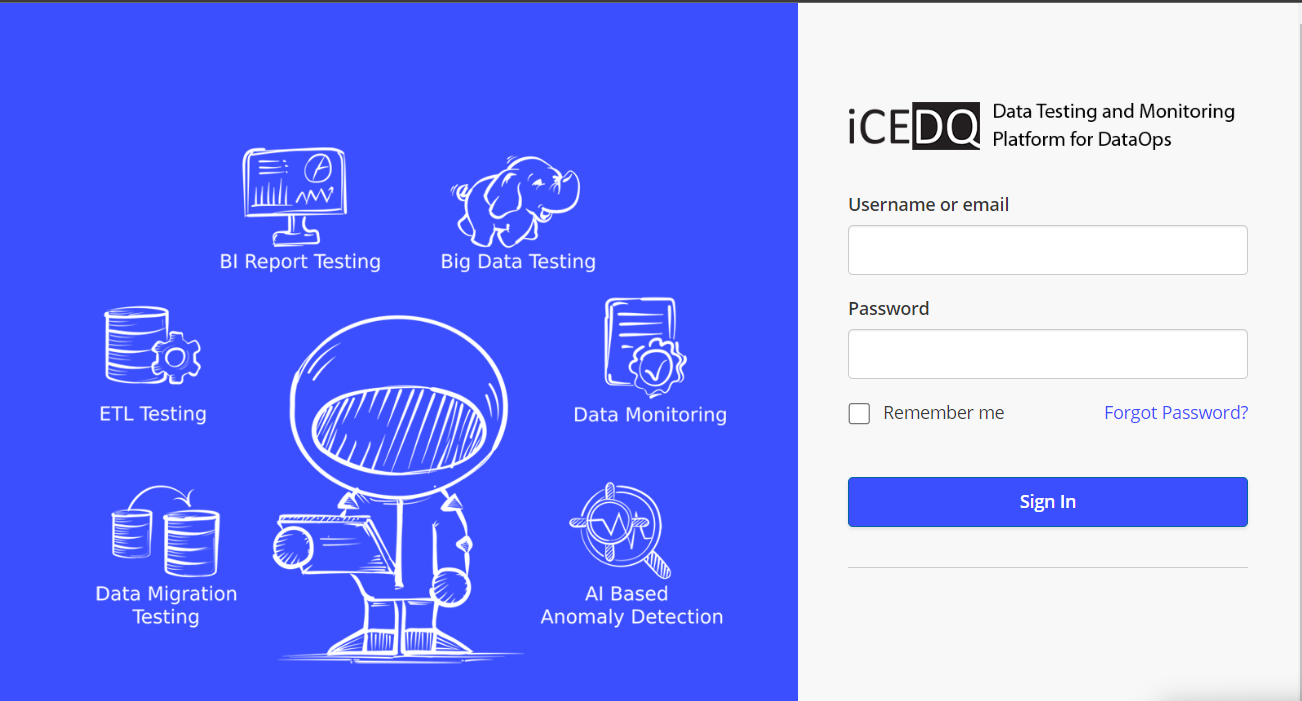 BI Report Testing
Big Data Testing
ETL Testing
Data Monitoring
Data Migration
Testing
AI Based
Anomaly Detection
iCEDQ
Data Testing and Monitoring
Platform for DataOps
Username or email
Password
Remember me
Forgot Password?
Sign In